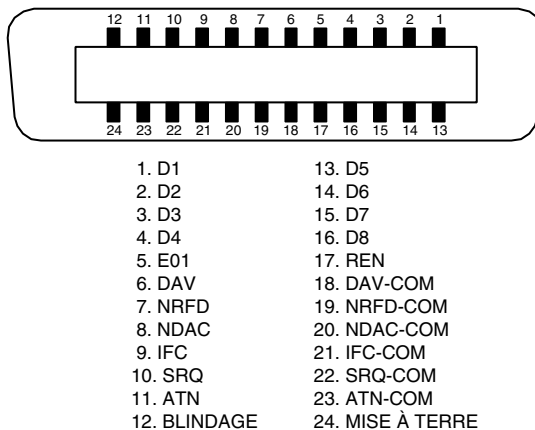 12 11 10 9 8 7 6 5 4 3 2 1
24 23 22 21 20 19 18 17 16 15 14 13
1. D1
2. D2
3. D3
4. D4
5. E01
6. DAV
7. NRFD
8. NDAC
9. IFC
10. SRQ
11. ATN
12. BLINDAGE
13. D5
14. D6
15. D7
16. D8
17. REN
18. DAV-COM
19. NRFD-COM
20. NDAC-COM
21. IFC-COM
22. SRQ-COM
23. ATN-COM
24. MISE À TERRE